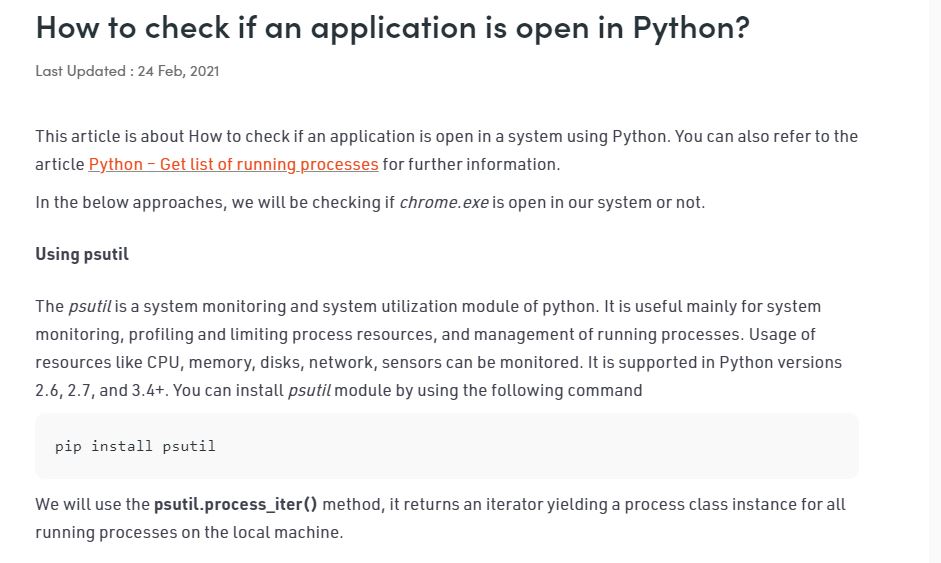 How to check if an application is open in Python?
Last Updated : 24 Feb, 2021
This article is about How to check if an application is open in a system using Python. You can also refer to the
article Python – Get list of running processes for further information.
In the below approaches, we will be checking if chrome.exe is open in our system or not.
Using psutil
The psutil is a system monitoring and system utilization module of python. It is useful mainly for system
monitoring, profiling and limiting process resources, and management of running processes. Usage of
resources like CPU, memory, disks, network, sensors can be monitored. It is supported in Python versions
2.6, 2.7, and 3.4+. You can install psutil module by using the following command
pip install psutil
We will use the psutil.process_iter() method, it returns an iterator yielding a process class instance for all
running processes on the local machine.